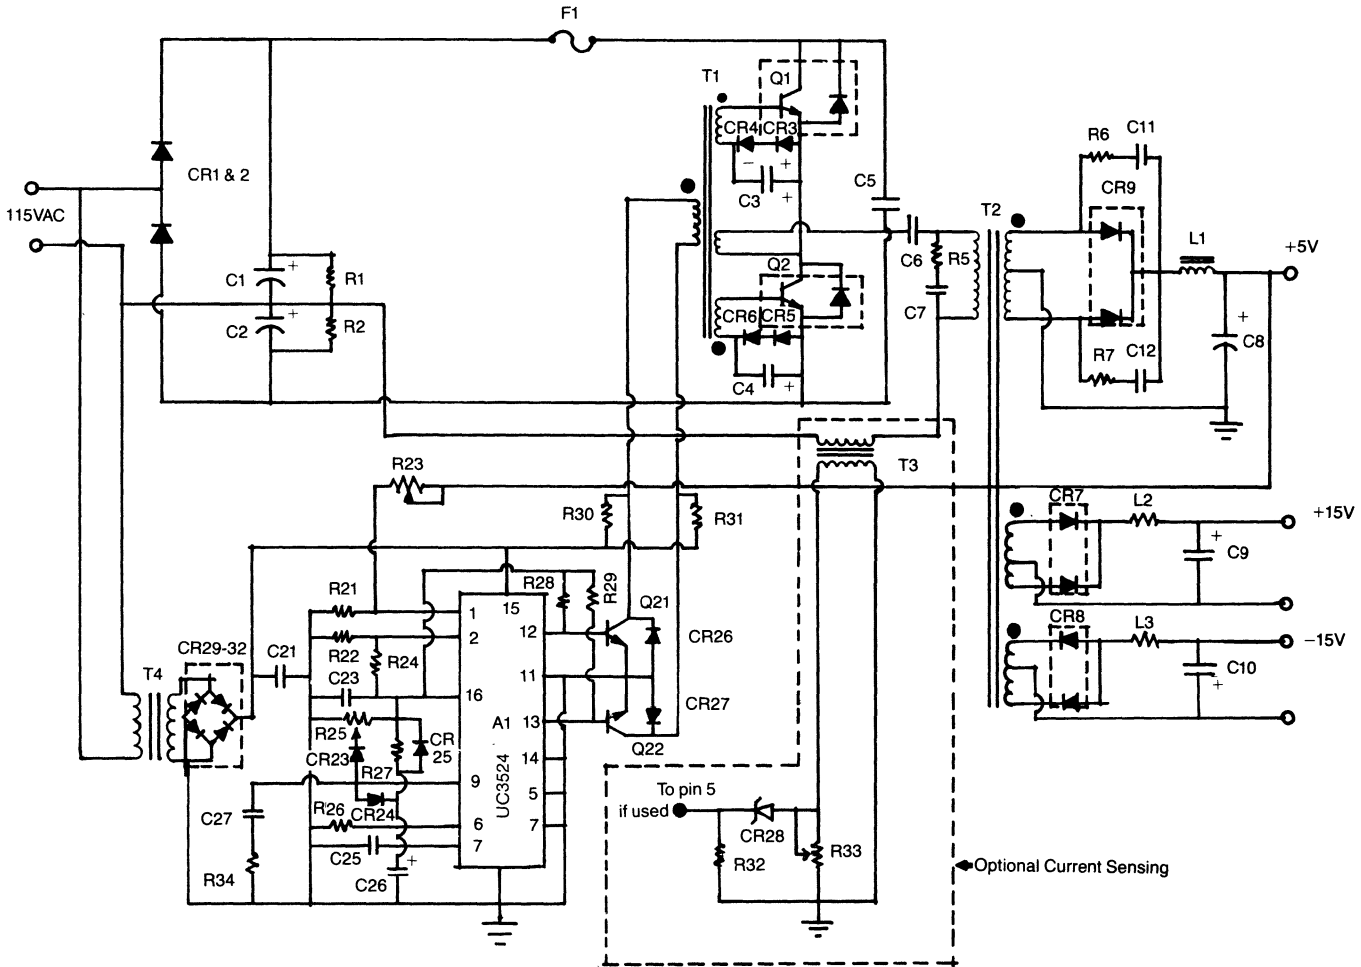 F1
T1
Q1
CR4
CR3
−
+
C3
+
CR1 & 2
115VAC
C1
+
R1
C2
+
R2
C5
C6
R5
C7
T2
R6
C11
CR9
L1
+5V
+
C8
R7
C12
Q2
CR6
CR5
C4
+
T3
R23
R30
R31
CR7
L2
+15V
+
C9
CR8
L3
−15V
C10
+
R21
R22
R24
C23
R25
CR23
R27
CR24
CR
25
R26
C25
C26
+
C21
CR29-32
T4
C27
R34
1
2
16
9
6
7
15
12
11
A1
13
14
5
7
UC3524
R28
R29
Q21
CR26
CR27
Q22
To pin 5
if used
CR28
R32
R33
Optional Current Sensing